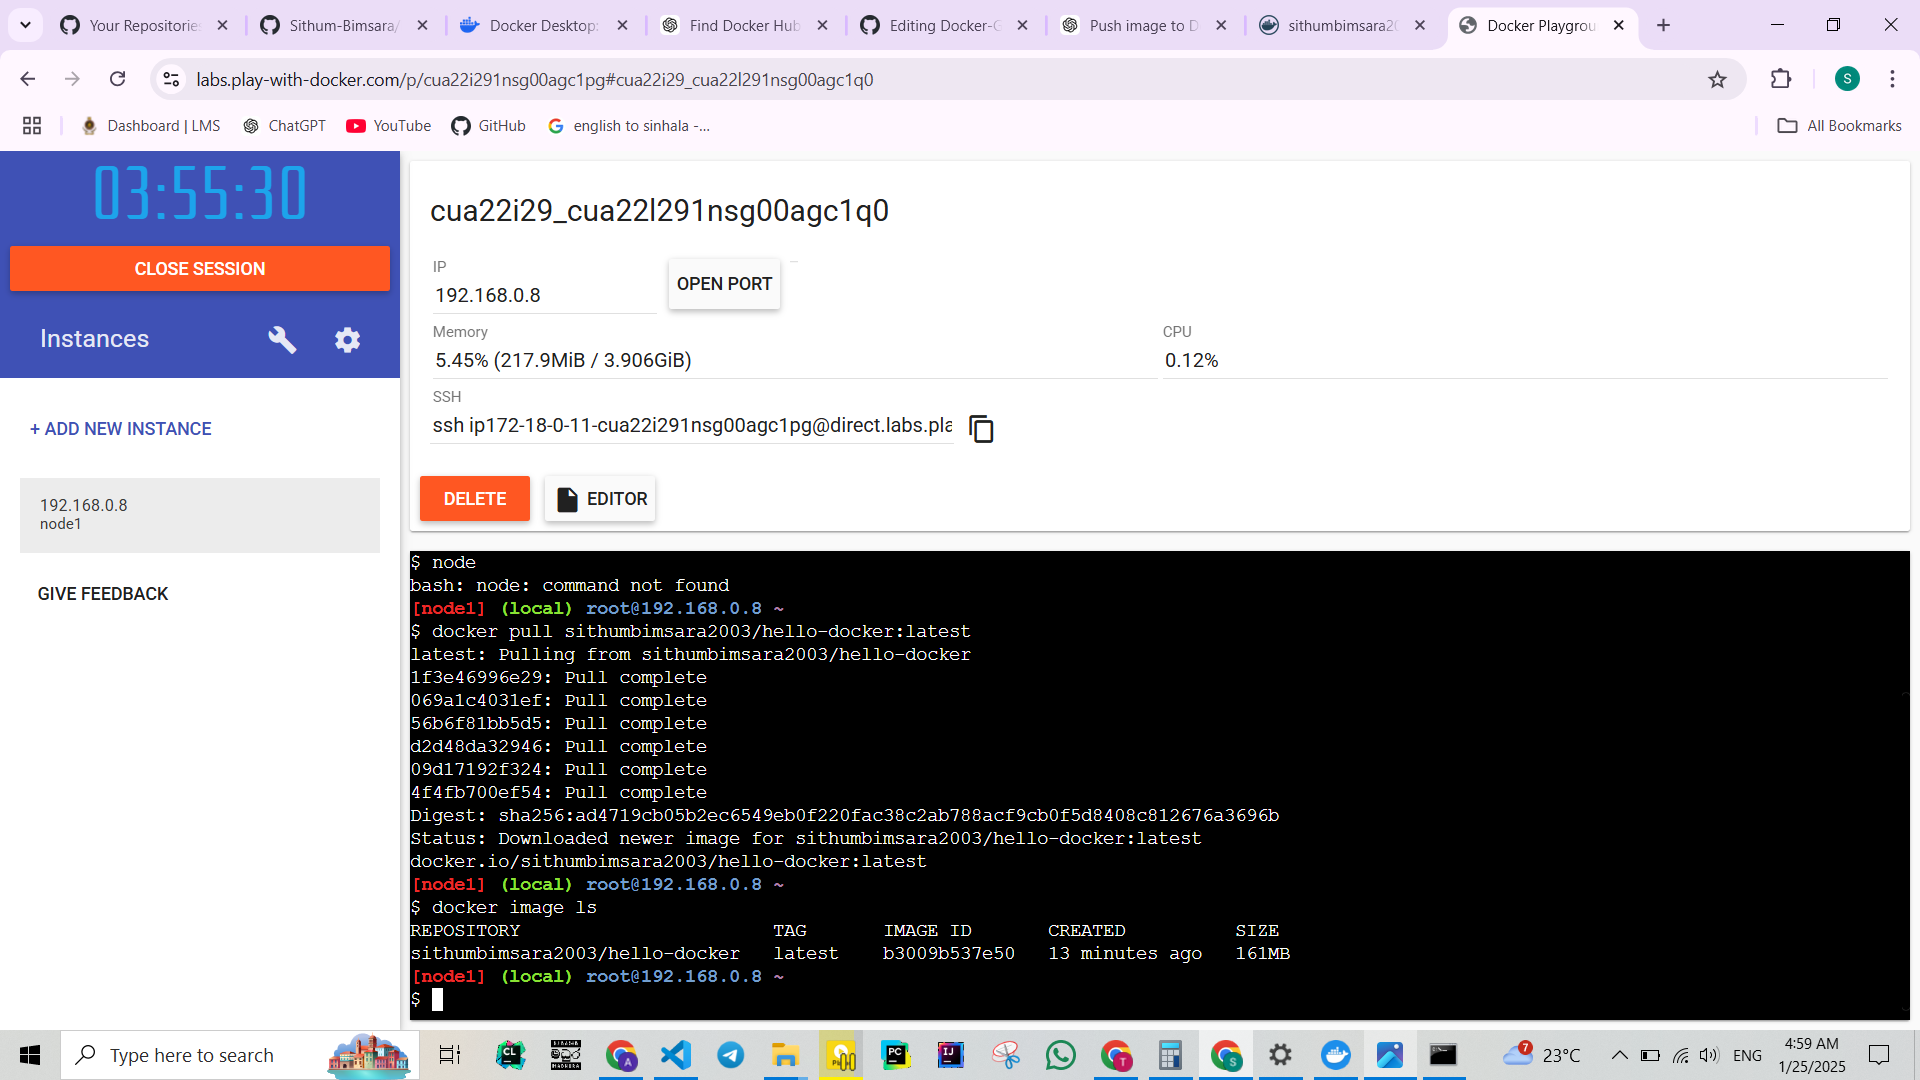 Your Repositories
Sithum-Bimsara/
Docker Desktop:
Find Docker Hub
Editing Docker-G
Push image to D
sithumbimsara20
Docker Playgrou
labs.play-with-docker.com/p/cua22i291nsg00agc1pg#cua22i29_cua22l291nsg00agc1q0
S
Dashboard | LMS
ChatGPT
YouTube
GitHub
english to sinhala -...
All Bookmarks
03:55:30
CLOSE SESSION
Instances
+ ADD NEW INSTANCE
192.168.0.8
node1
GIVE FEEDBACK
cua22i29_cua22l291nsg00agc1q0
IP
192.168.0.8
OPEN PORT
Memory
5.45% (217.9MiB / 3.906GiB)
CPU
0.12%
SSH
ssh ip172-18-0-11-cua22i291nsg00agc1pg@direct.labs.pla
DELETE
EDITOR
$ node
bash: node: command not found
[node1] (local) root@192.168.0.8 ~
$ docker pull sithumbimsara2003/hello-docker:latest
latest: Pulling from sithumbimsara2003/hello-docker
1f3e46996e29: Pull complete
069a1c4031ef: Pull complete
56b6f81bb5d5: Pull complete
d2d48da32946: Pull complete
09d17192f324: Pull complete
4f4fb700ef54: Pull complete
Digest: sha256:ad4719cb05b2ec6549eb0f220fac38c2ab788acf9cb0f5d8408c812676a3696b
Status: Downloaded newer image for sithumbimsara2003/hello-docker:latest
docker.io/sithumbimsara2003/hello-docker:latest
[node1] (local) root@192.168.0.8 ~
$ docker image ls
REPOSITORY TAG IMAGE ID CREATED SIZE
sithumbimsara2003/hello-docker latest b3009b537e50 13 minutes ago 161MB
[node1] (local) root@192.168.0.8 ~
$
Type here to search
7
23°C
ENG
4:59 AM
1/25/2025